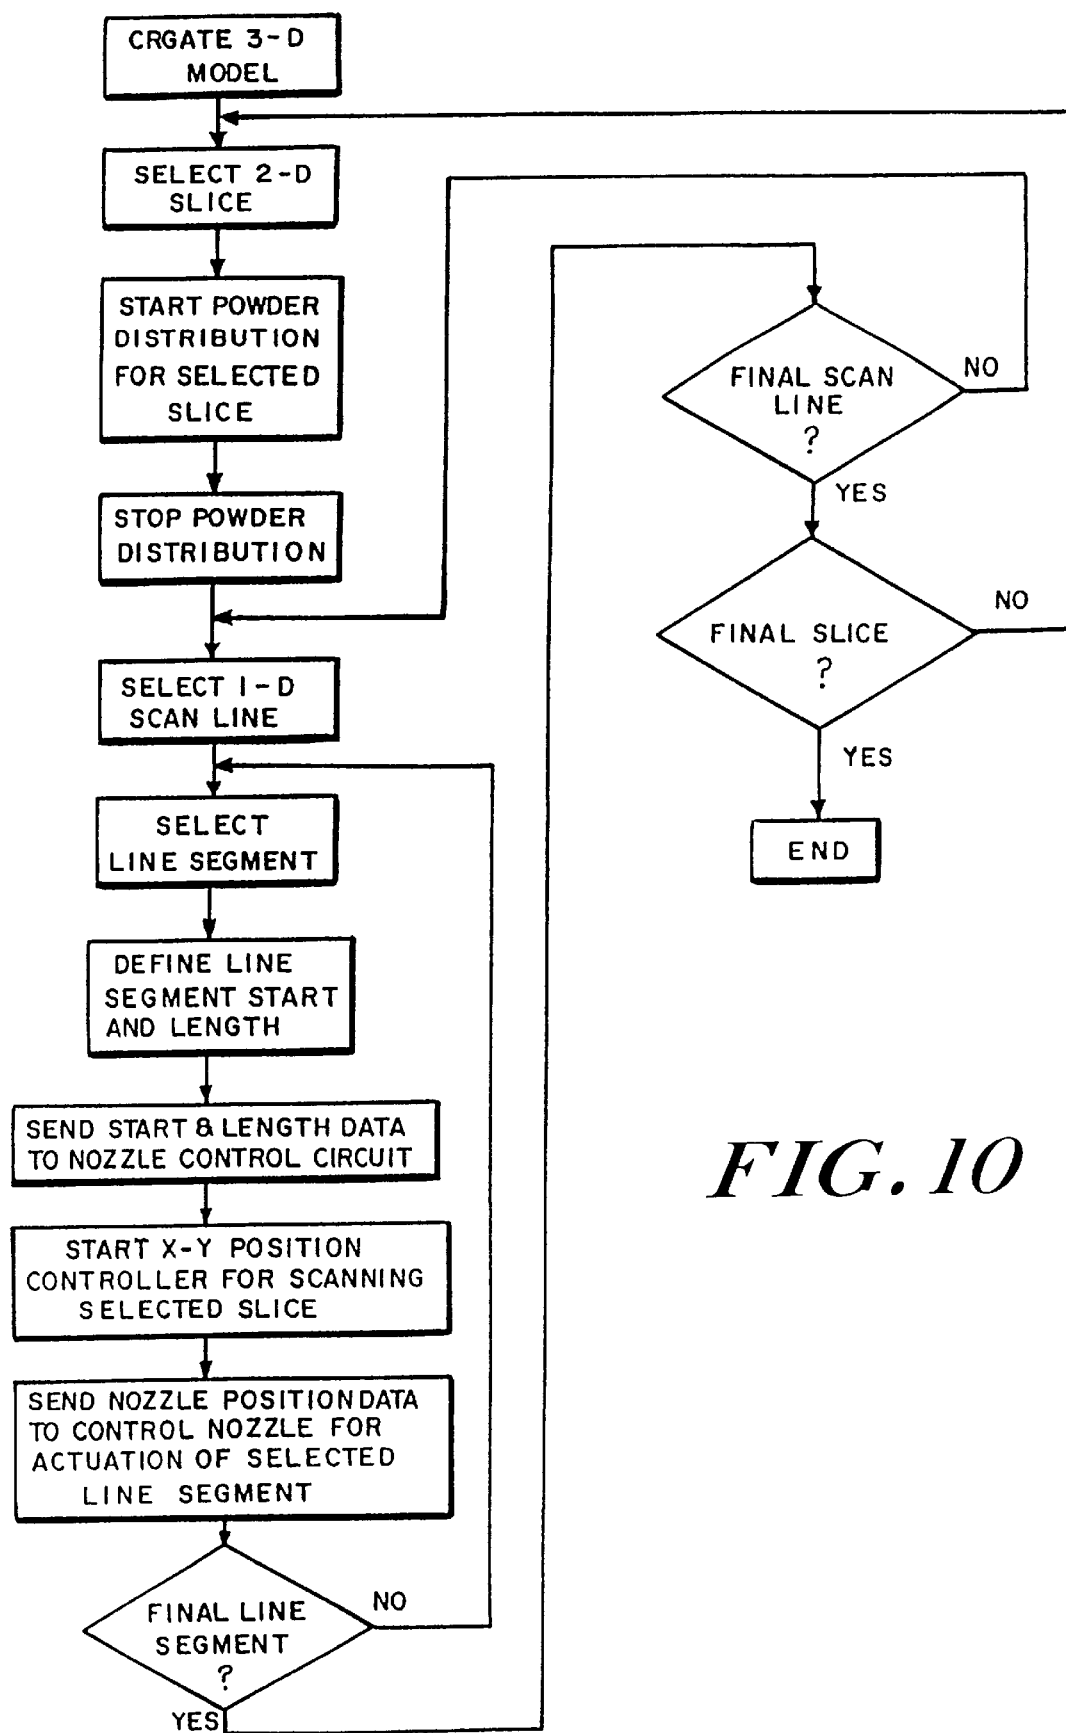 CRGATE 3-D
MODEL
SELECT 2-D
SLICE
START POWDER
DISTRIBUTION
FOR SELECTED
SLICE
STOP POWDER
DISTRIBUTION
SELECT 1-D
SCAN LINE
SELECT
LINE SEGMENT
DEFINE LINE
SEGMENT START
AND LENGTH
SEND START & LENGTH DATA
TO NOZZLE CONTROL CIRCUIT
START X-Y POSITION
CONTROLLER FOR SCANNING
SELECTED SLICE
SEND NOZZLE POSITION DATA
TO CONTROL NOZZLE FOR
ACTUATION OF SELECTED
LINE SEGMENT
FINAL LINE
SEGMENT
?
NO
YES
FINAL SCAN
LINE
?
NO
YES
FINAL SLICE
?
NO
YES
END
FIG. 10